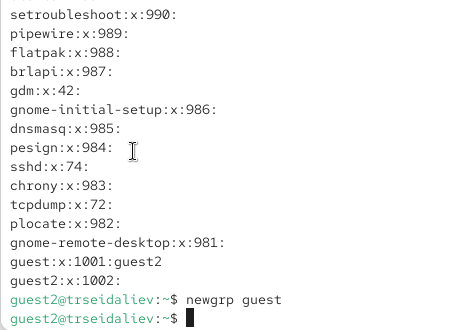 setroubleshoot:x:990:
pipewire:x:989:
flatpak:x:988:
brlapi:x:987:
gdm:x:42:
gnome-initial-setup:x:986:
dnsmasq:x:985:
pesign:x:984:
sshd:x:74:
chrony:x:983:
tcpdump:x:72:
plocate:x:982:
gnome-remote-desktop:x:981:
guest:x:1001:guest2
guest2:x:1002:
guest2@trseidaliev:~$ newgrp guest
guest2@trseidaliev:~$